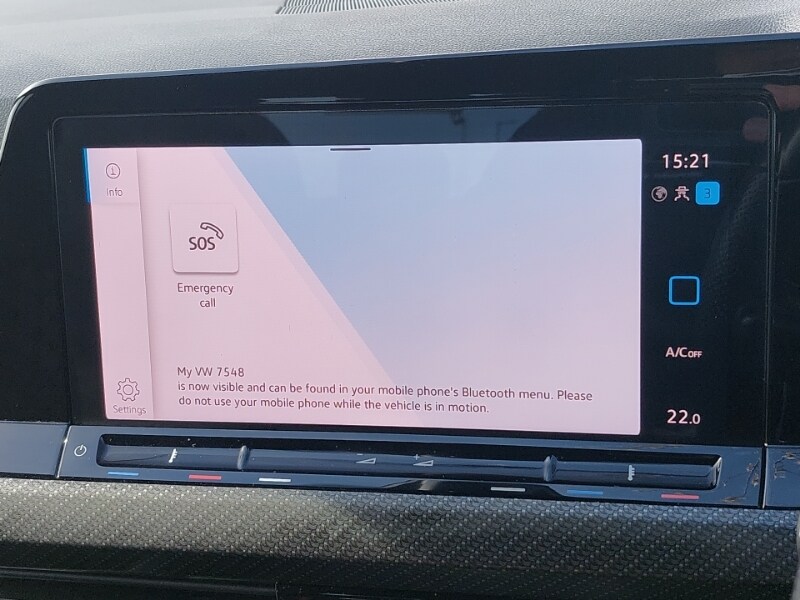 15:21
3
Info
SOS
Emergency
call
A/C OFF
My VW 7548
is now visible and can be found in your mobile phone's Bluetooth menu. Please
do not use your mobile phone while the vehicle is in motion.
Settings
22.0